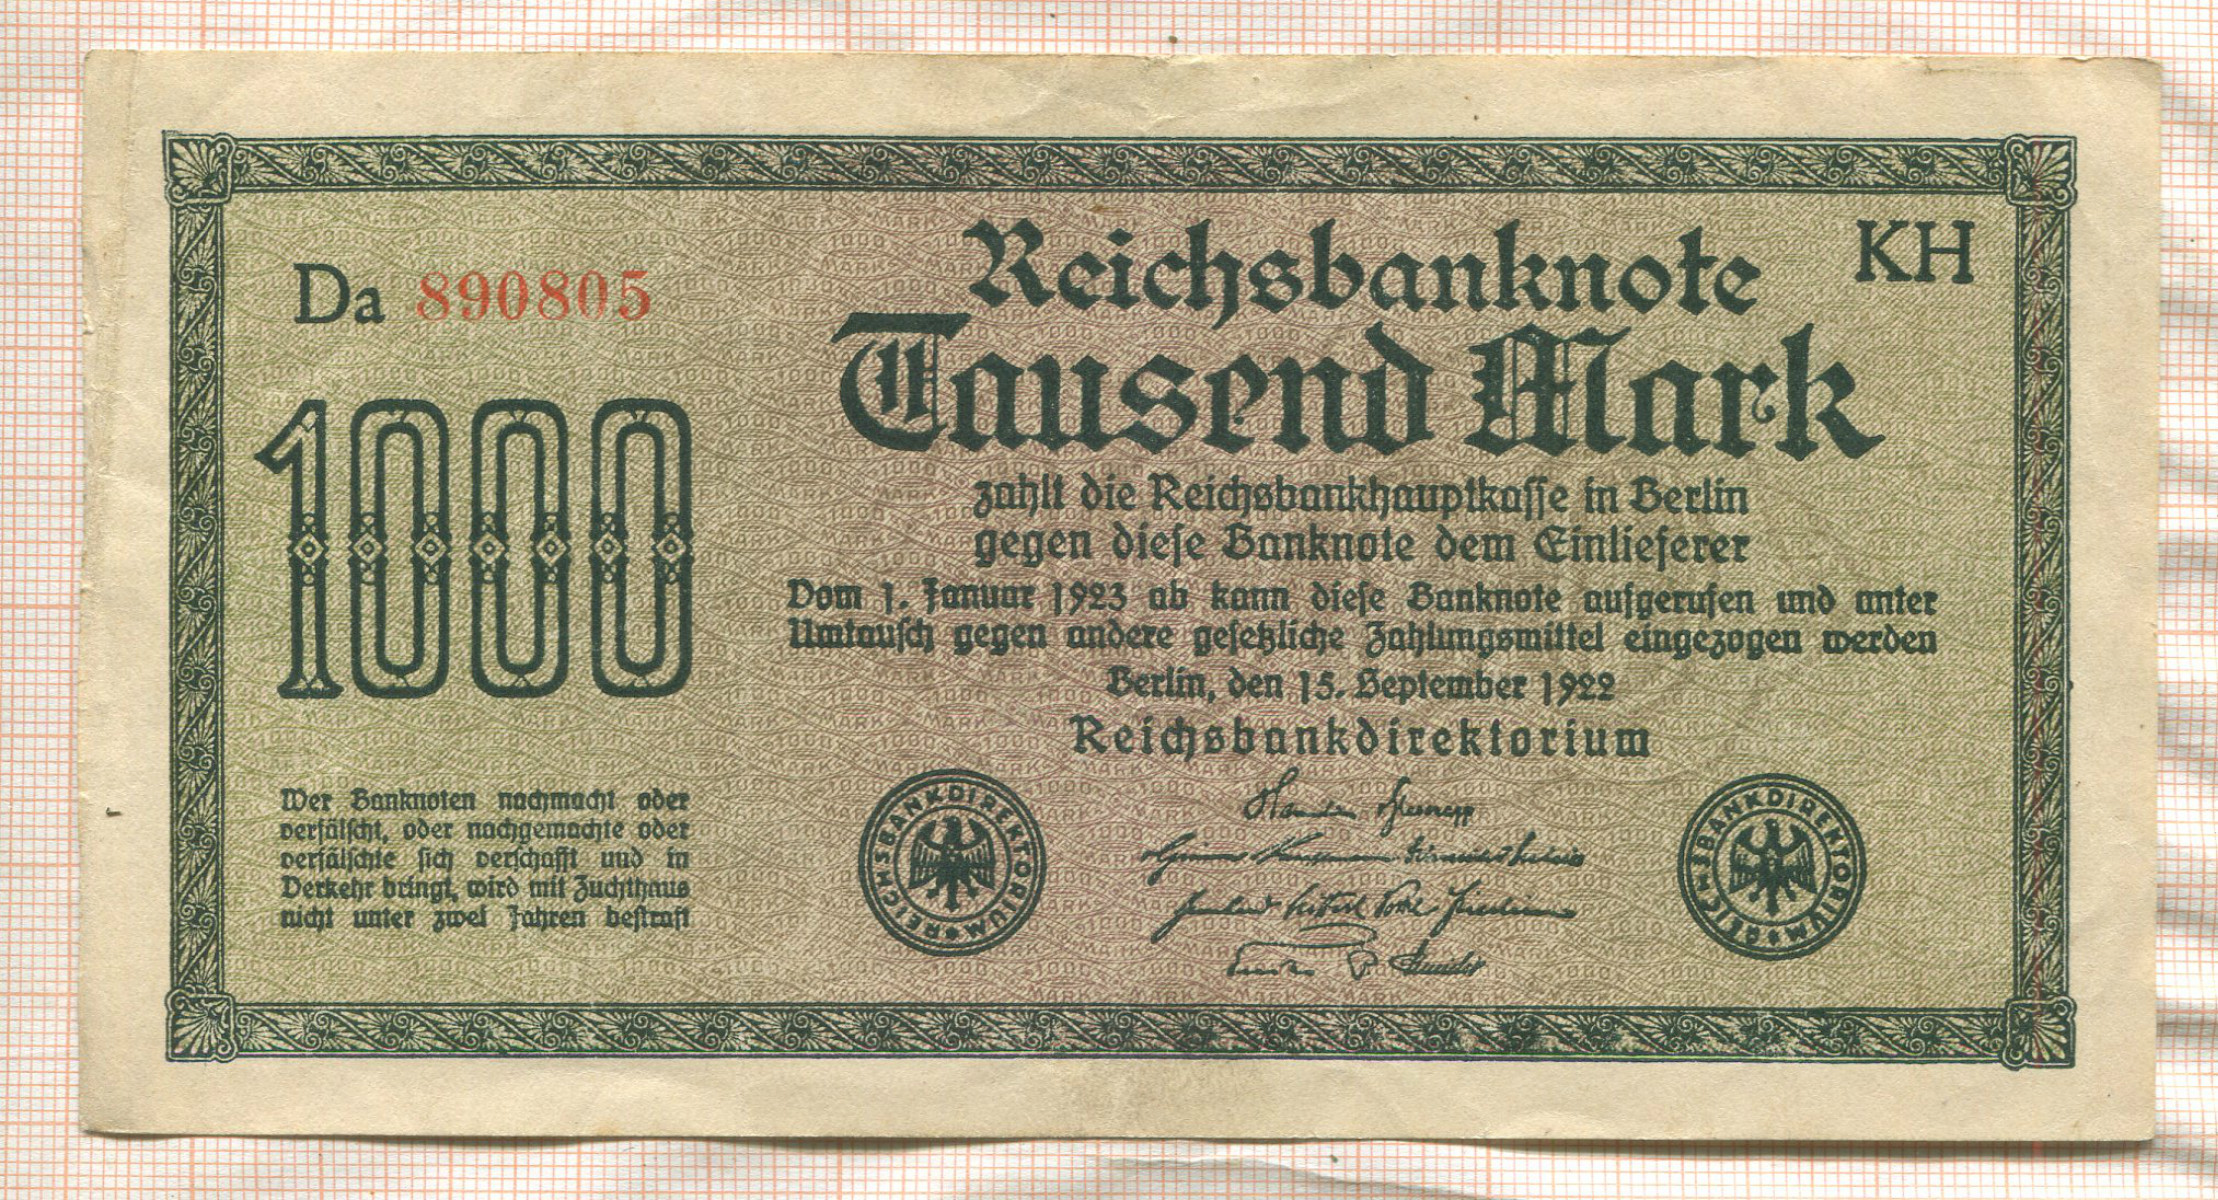 Da 890805
Reichsbanknote
KH
Tausend Mark
1000
zahlt die Reichsbankhauptkasse in Berlin
gegen diese Banknote dem Einlieferer
Vom 1. Januar 1923 ab kann diese Banknote aufgerufen und unter
Umtausch gegen andere gesetzliche Zahlungsmittel eingezogen werden
Berlin, den 15. September 1922
Reichsbankdirektorium
Wer Banknoten nachmacht oder
verfälscht, oder nachgemachte oder
verfälschte sich verschafft und in
Verkehr bringt, wird mit Zuchthaus
nicht unter zwei Jahren bestraft
REICHSBANKDIREKTORIUM
REICHSBANKDIREKTORIUM